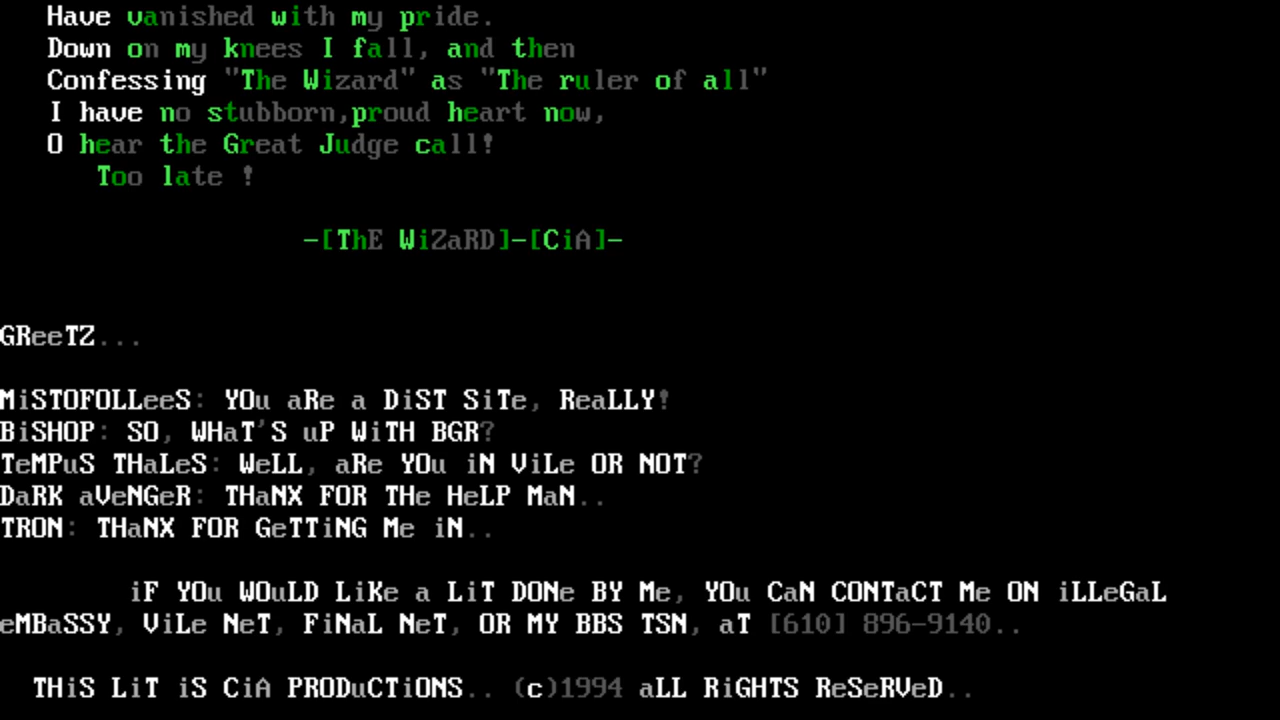 Have vanished with my pride.
Down on my knees I fall, and then
Confessing "The Wizard" as "The ruler of all"
I have no stubborn,proud heart now,
O hear the Great Judge call!
Too late !
-[ThE WiZaRD]-[CiA]-
GReeTZ...
MiSTOFOLLeeS: YOu aRe a DiST SiTe, ReaLLY!
BiSHOP: SO, WHaT'S uP WiTH BGR?
TeMPuS THaLeS: WeLL, aRe YOu iN ViLe OR NOT?
DaRK aVeNGeR: THaNX FOR THe HeLP MaN..
TRON: THaNX FOR GeTTiNG Me iN..
iF YOu WOuLD LiKe a LiT DONe BY Me, YOu CaN CONTaCT Me ON iLLeGaL
eMBaSSY, ViLe NeT, FiNaL NeT, OR MY BBS TSN, aT [610] 896-9140..
THiS LiT iS CiA PRODuCTiONS.. (c)1994 aLL RiGHTS ReSeRVeD..